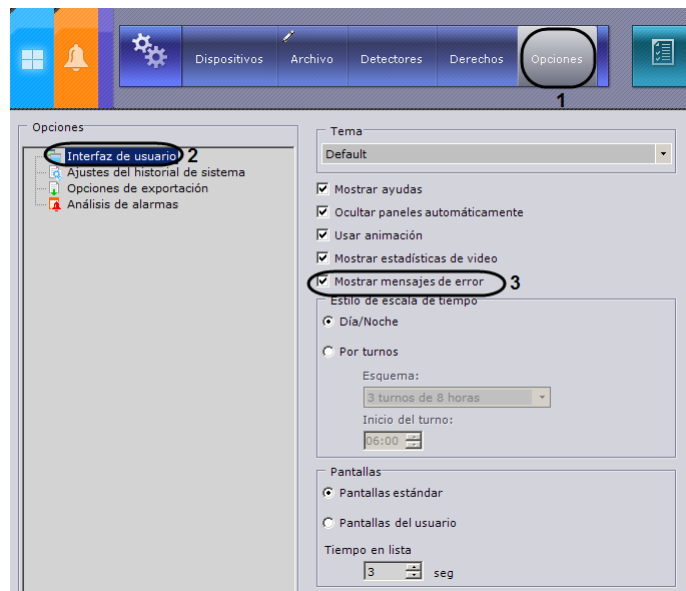 Dispositivos Archivo Detectores Derechos Opciones
1
Opciones
Interfaz de usuario 2
Ajustes del historial de sistema
Opciones de exportación
Análisis de alarmas
Tema
Default
Mostrar ayudas
Ocultar paneles automáticamente
Usar animación
Mostrar estadísticas de video
Mostrar mensajes de error 3
Estilo de escala de tiempo
Día/Noche
Por turnos
Esquema:
3 turnos de 8 horas
Inicio del turno:
06:00
Pantallas
Pantallas estándar
Pantallas del usuario
Tiempo en lista
3 seg